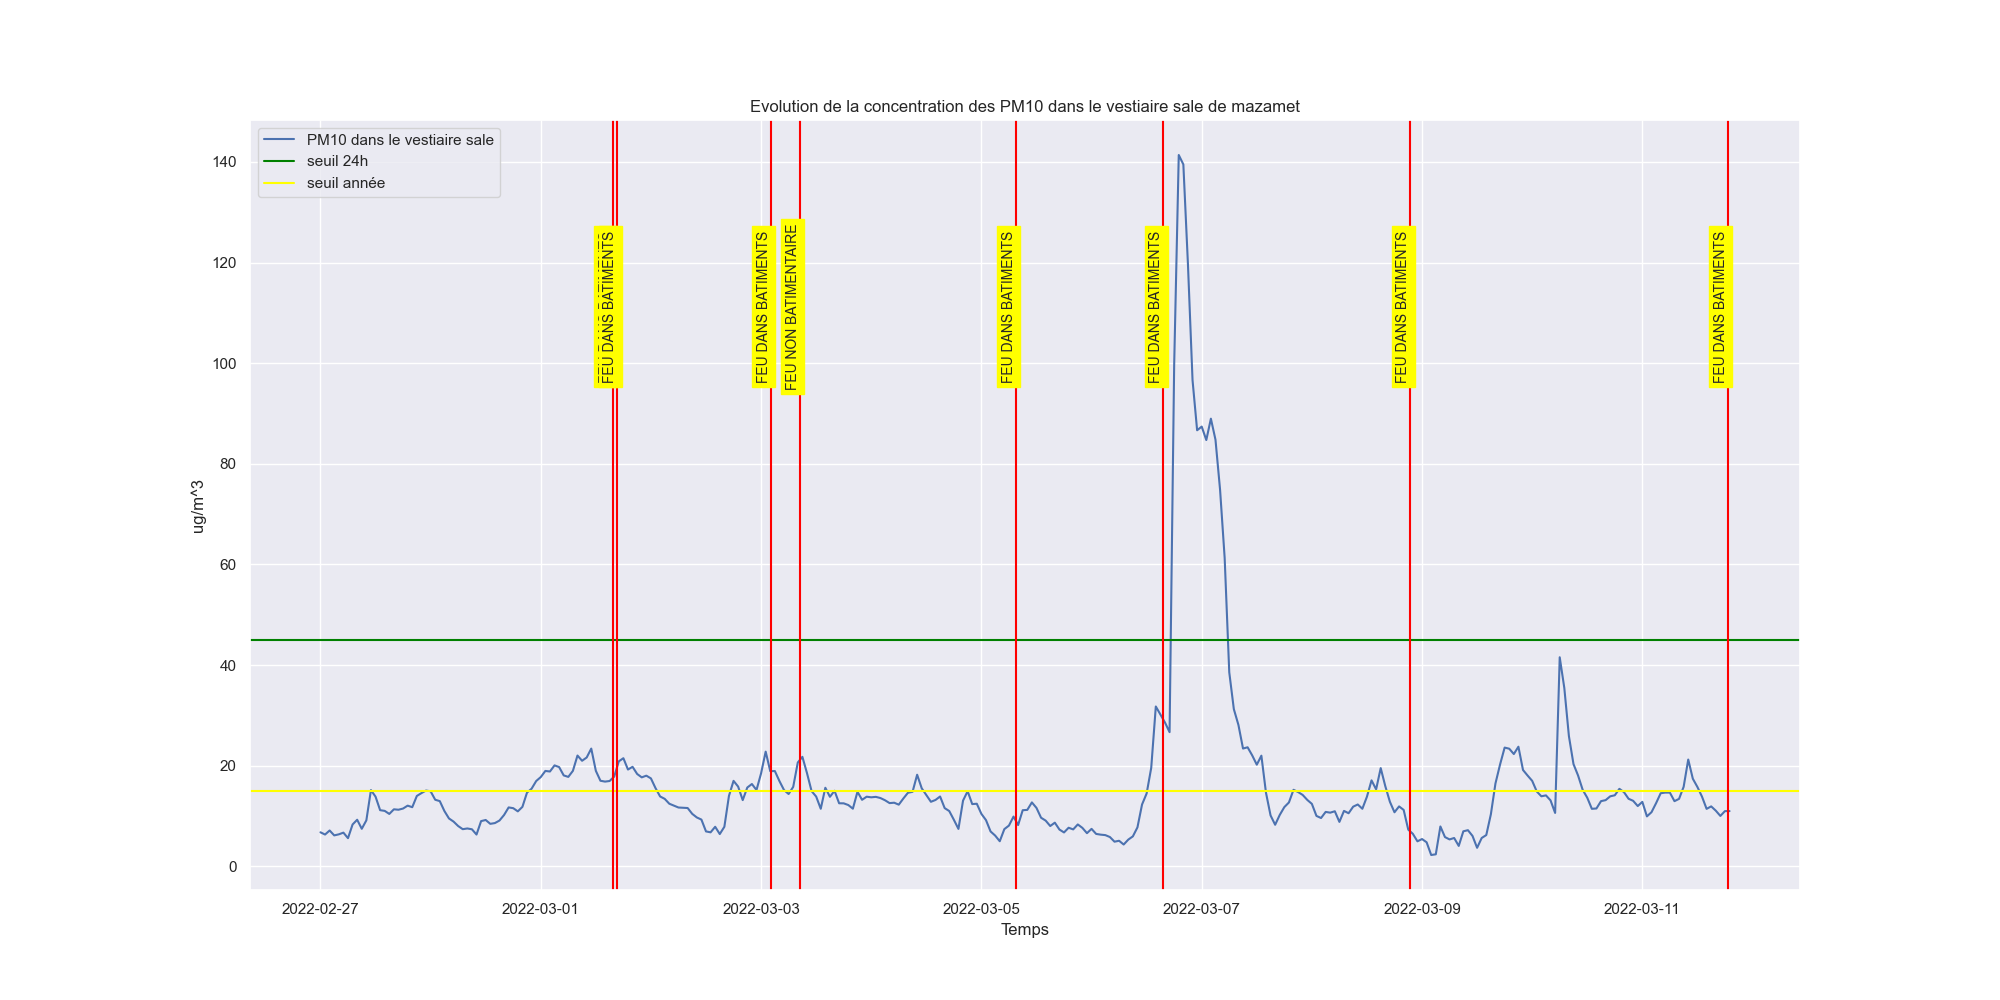 Evolution de la concentration des PM10 dans le vestiaire sale de mazamet
PM10 dans le vestiaire sale
seuil 24h
seuil année
140
120
100
80
60
40
20
0
ug/m^3
FEU DANS BATIMENTS
FEU DANS BATIMENTS
FEU NON BATIMENTAIRE
FEU DANS BATIMENTS
FEU DANS BATIMENTS
FEU DANS BATIMENTS
FEU DANS BATIMENTS
2022-02-27
2022-03-01
2022-03-03
2022-03-05
2022-03-07
2022-03-09
2022-03-11
Temps